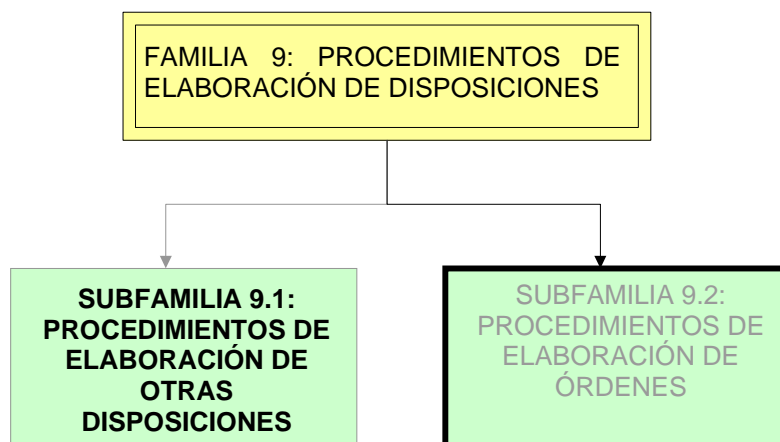 FAMILIA 9: PROCEDIMIENTOS DE
ELABORACIÓN DE DISPOSICIONES
SUBFAMILIA 9.1:
PROCEDIMIENTOS DE
ELABORACIÓN DE
OTRAS
DISPOSICIONES
SUBFAMILIA 9.2:
PROCEDIMIENTOS DE
ELABORACIÓN DE
ÓRDENES